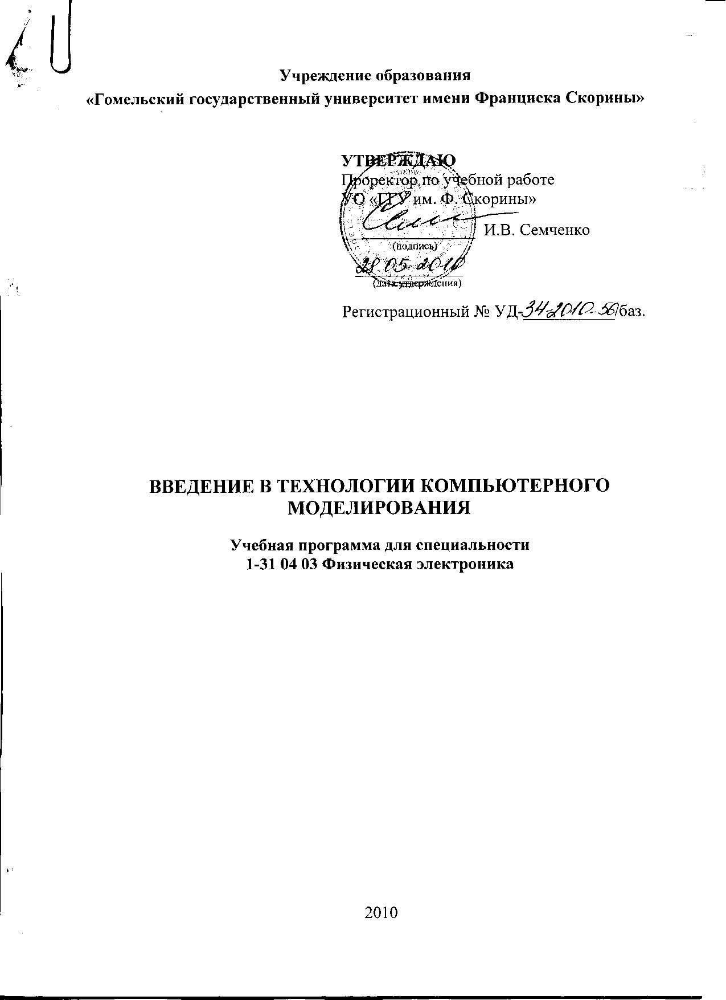 Учреждение образования
«Гомельский государственный университет имени Франциска Скорины»
УТВЕРЖДАЮ
Проректор по учебной работе
УО «ГГУ им. Ф. Скорины»
И.В. Семченко
(подпись)
28.05.2010
(Дата утверждения)
Регистрационный № УД-34-2010-56/баз.
ВВЕДЕНИЕ В ТЕХНОЛОГИИ КОМПЬЮТЕРНОГО
МОДЕЛИРОВАНИЯ
Учебная программа для специальности
1-31 04 03 Физическая электроника
2010